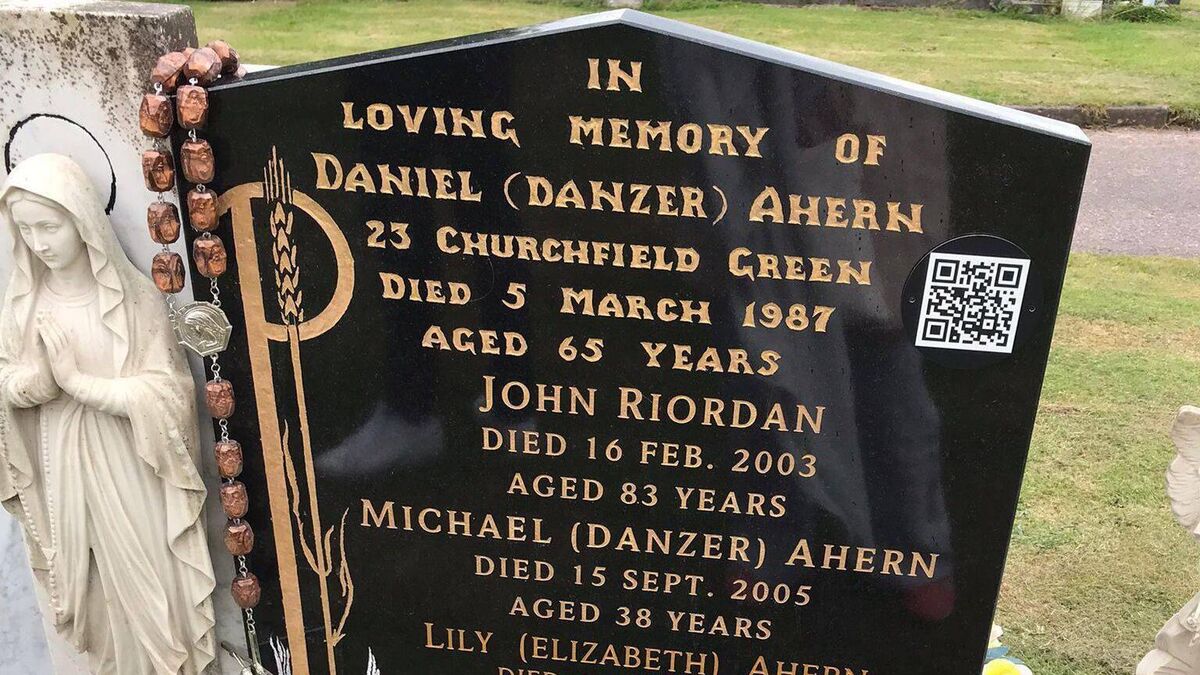 IN
LOVING MEMORY OF
DANIEL (DANZER) AHERN
23 CHURCHFIELD GREEN
DIED 5 MARCH 1987
AGED 65 YEARS
JOHN RIORDAN
DIED 16 FEB. 2003
AGED 83 YEARS
MICHAEL (DANZER) AHERN
DIED 15 SEPT. 2005
AGED 38 YEARS
LILY (ELIZABETH) AHERN
DIED